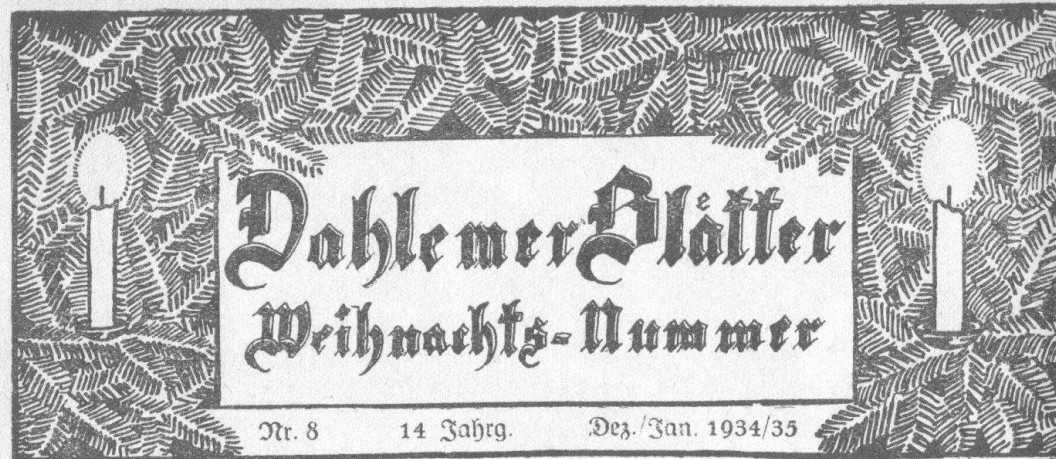 Dahlemer Blätter
Weihnachts-Nummer
Nr. 8 14 Jahrg. Dez./Jan. 1934/35